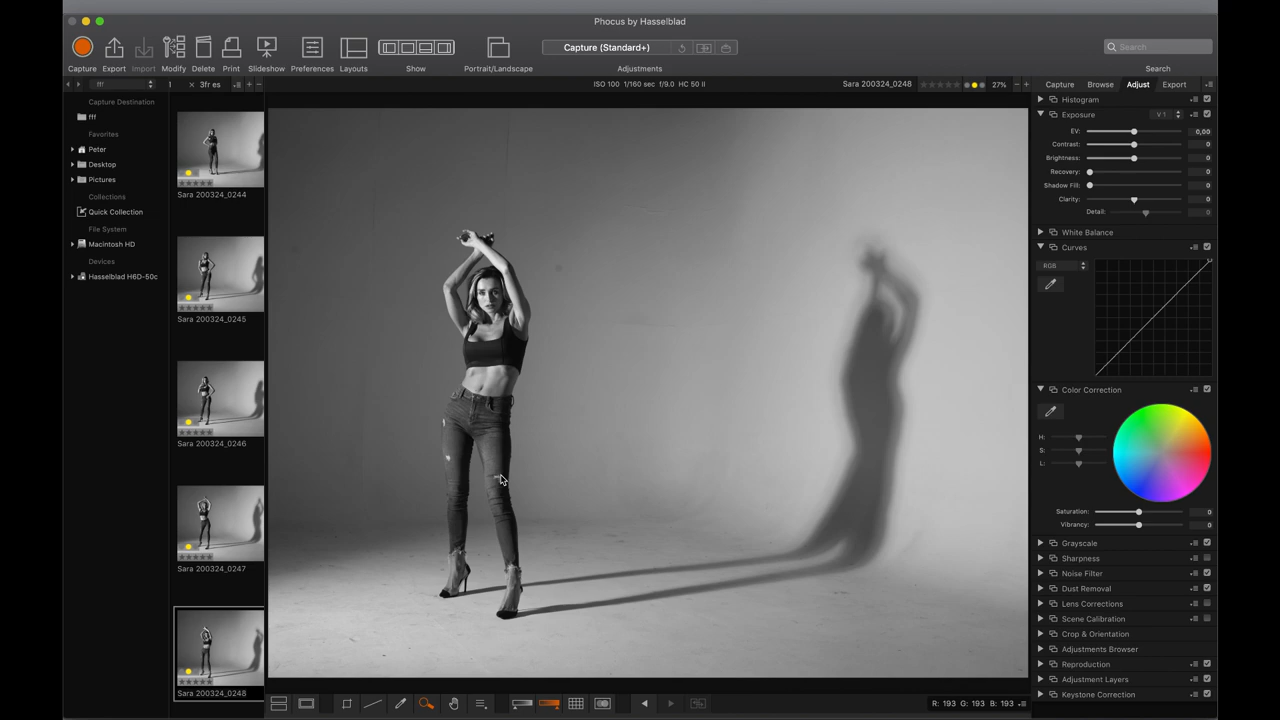 Phocus by Hasselblad
Capture Export Import Modify Delete Print Slideshow Preferences Layouts Show Portrait/Landscape Capture (Standard+) Adjustments Search Search
fff 3fr es ISO 100 1/160 sec f/9.0 HC 50 II Sara 200324_0248 27% Capture Browse Adjust Export
Capture Destination
fff
Favorites
Peter
Desktop
Pictures
Collections
Quick Collection
File System
Macintosh HD
Devices
Hasselblad H6D-50c
Sara 200324_0244
Sara 200324_0245
Sara 200324_0246
Sara 200324_0247
Sara 200324_0248
Histogram
Exposure V 1
EV: 0,00
Contrast: 0
Brightness: 0
Recovery: 0
Shadow Fill: 0
Clarity: 0
Detail: 0
White Balance
Curves
RGB
Color Correction
H:
S:
L:
Saturation: 0
Vibrancy: 0
Grayscale
Sharpness
Noise Filter
Dust Removal
Lens Corrections
Scene Calibration
Crop & Orientation
Adjustments Browser
Reproduction
Adjustment Layers
Keystone Correction
R: 193 G: 193 B: 193